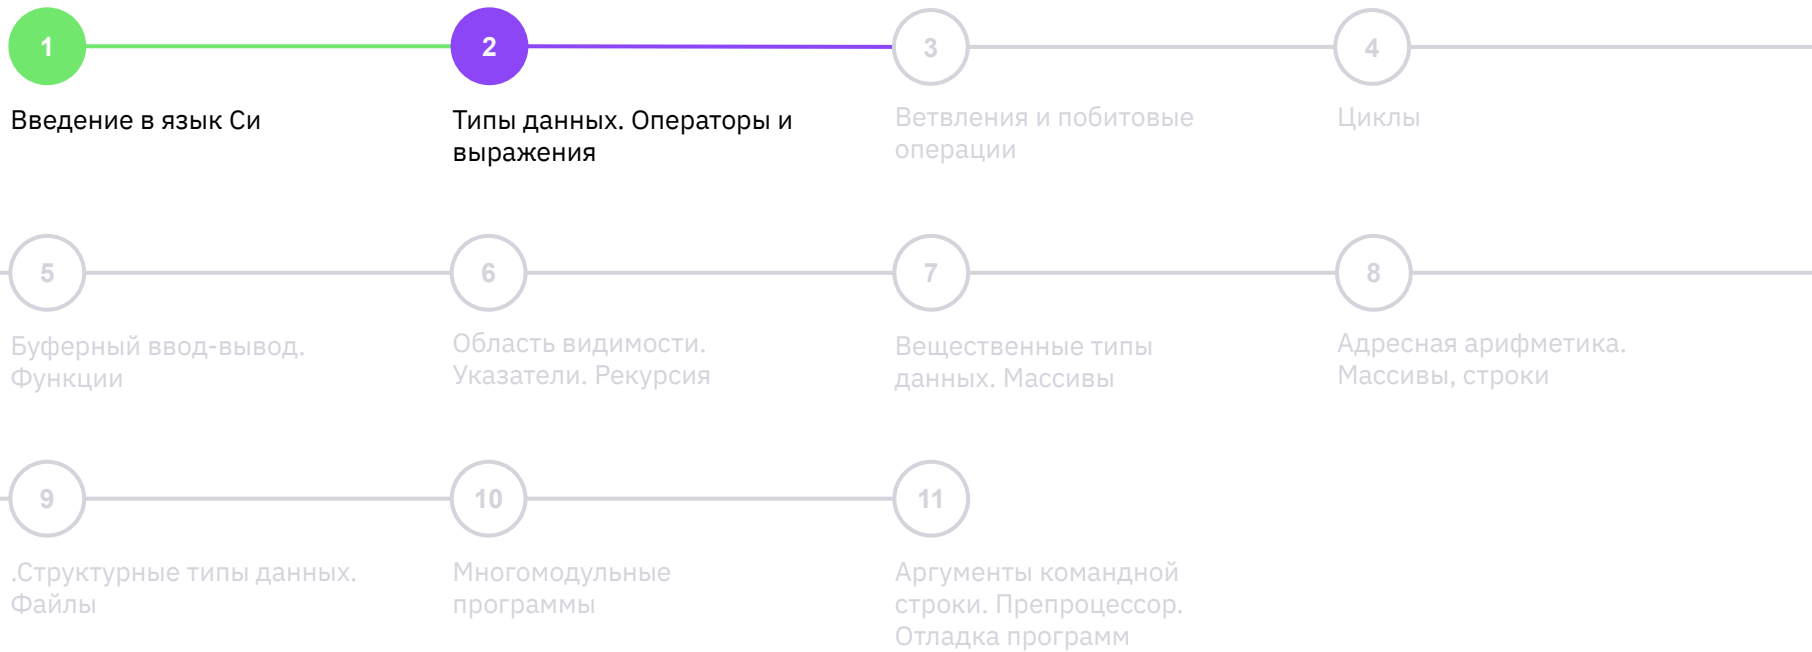 1
2
3
4
Введение в язык Си
Типы данных. Операторы и
выражения
Ветвления и побитовые
операции
Циклы
5
6
7
8
Буферный ввод-вывод.
Функции
Область видимости.
Указатели. Рекурсия
Вещественные типы
данных. Массивы
Адресная арифметика.
Массивы, строки
9
10
11
.Структурные типы данных.
Файлы
Многомодульные
программы
Аргументы командной
строки. Препроцессор.
Отладка программ